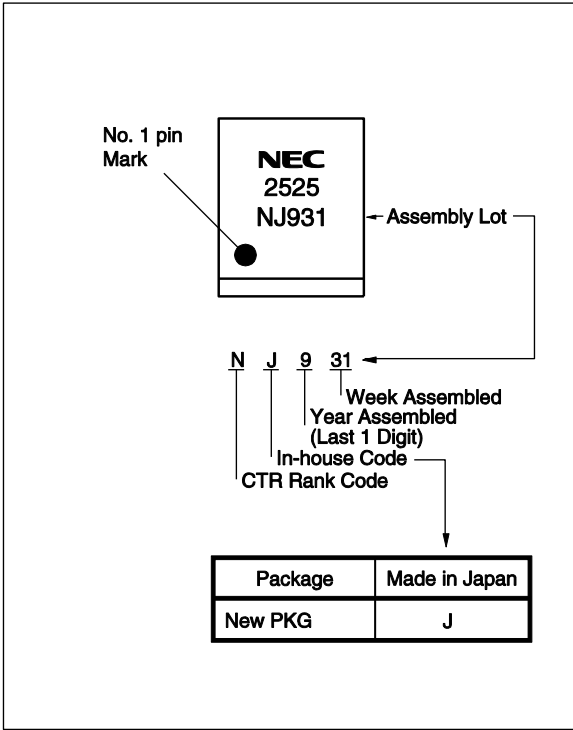 No. 1 pin
Mark
NEC
2525
NJ931
Assembly Lot
N J 9 31
Week Assembled
Year Assembled
(Last 1 Digit)
In-house Code
CTR Rank Code
Package Made in Japan
New PKG J